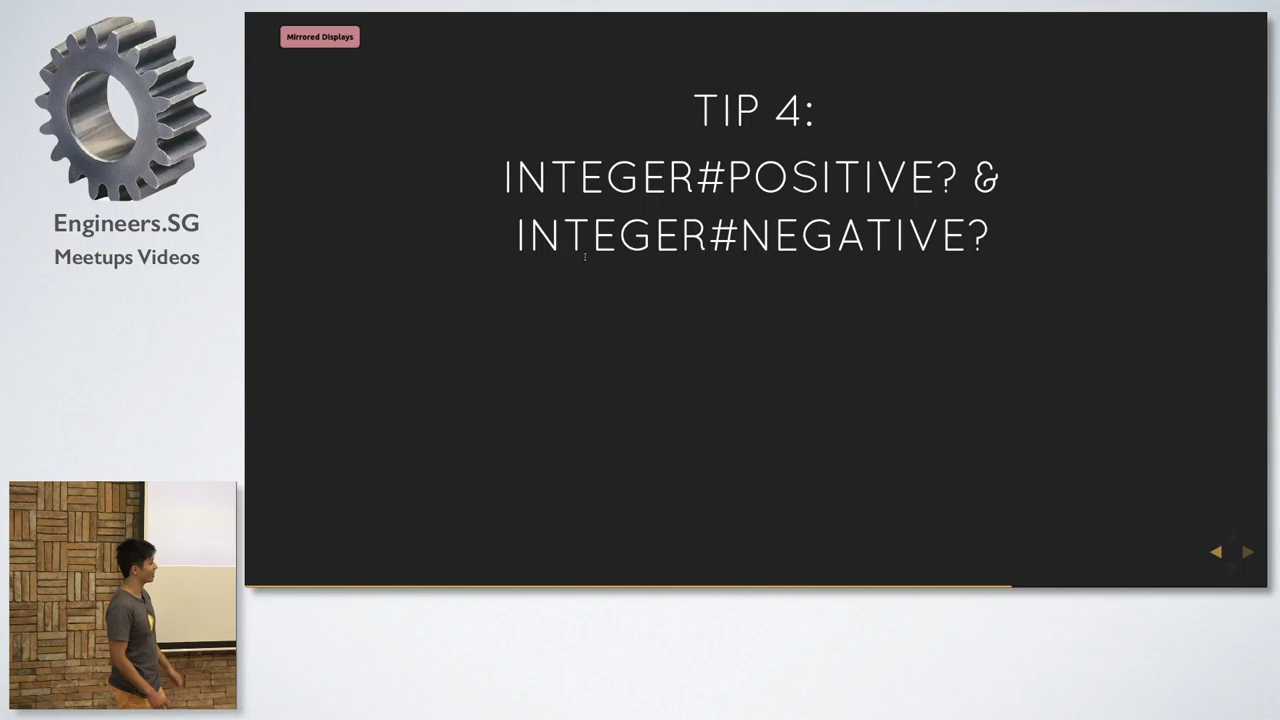 Engineers.SG
Meetups Videos
Mirrored Displays
TIP 4:
INTEGER#POSITIVE? &
INTEGER#NEGATIVE?